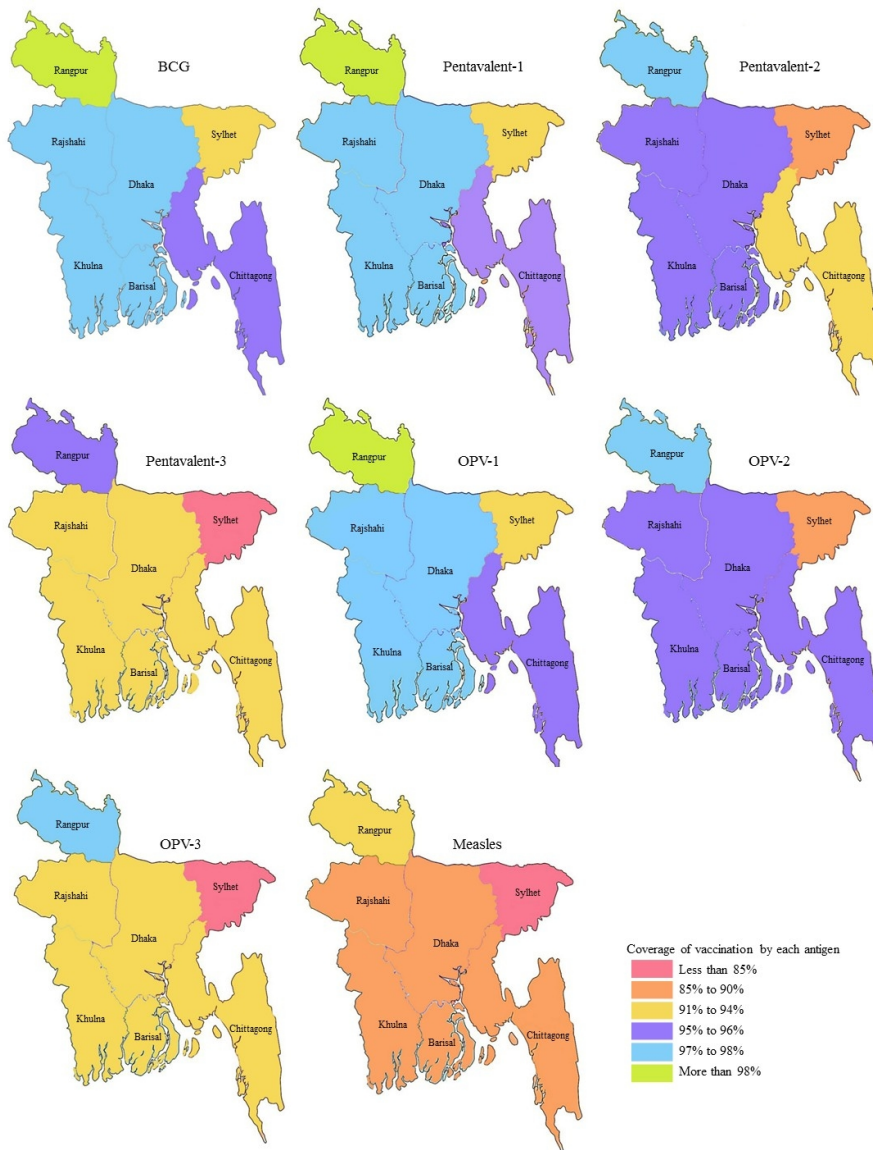 BCG
Rangpur
Rajshahi
Sylhet
Dhaka
Khulna
Barisal
Chittagong
Pentavalent-1
Rangpur
Rajshahi
Sylhet
Dhaka
Khulna
Barisal
Chittagong
Pentavalent-2
Rangpur
Rajshahi
Sylhet
Dhaka
Khulna
Barisal
Chittagong
Pentavalent-3
Rangpur
Rajshahi
Sylhet
Dhaka
Khulna
Barisal
Chittagong
OPV-1
Rangpur
Rajshahi
Sylhet
Dhaka
Khulna
Barisal
Chittagong
OPV-2
Rangpur
Rajshahi
Sylhet
Dhaka
Khulna
Barisal
Chittagong
OPV-3
Rangpur
Rajshahi
Sylhet
Dhaka
Khulna
Barisal
Chittagong
Measles
Rangpur
Rajshahi
Sylhet
Dhaka
Khulna
Barisal
Chittagong
Coverage of vaccination by each antigen
Less than 85%
85% to 90%
91% to 94%
95% to 96%
97% to 98%
More than 98%